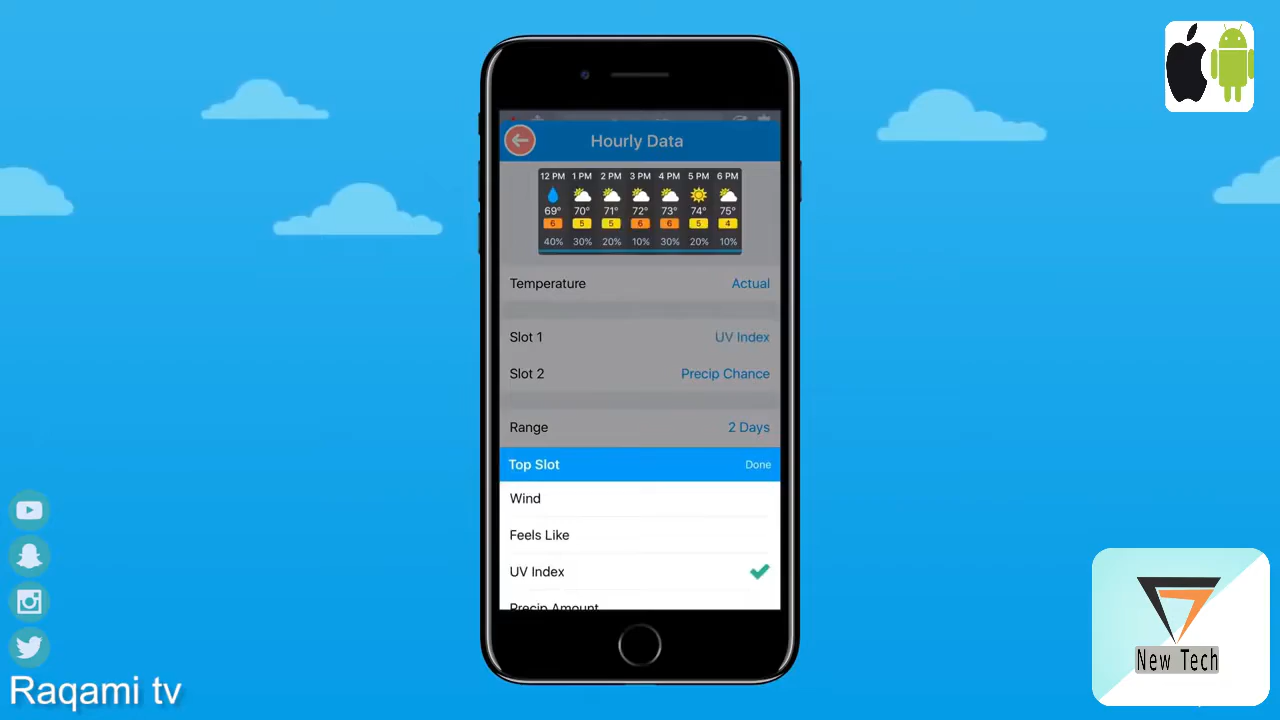 Hourly Data
12 PM 1 PM 2 PM 3 PM 4 PM 5 PM 6 PM
69° 70° 71° 72° 73° 74° 75°
6 5 5 6 6 5 4
40% 30% 20% 10% 30% 20% 10%
Temperature Actual
Slot 1 UV Index
Slot 2 Precip Chance
Range 2 Days
Top Slot Done
Wind
Feels Like
UV Index
Precip Amount
Raqami tv
New Tech